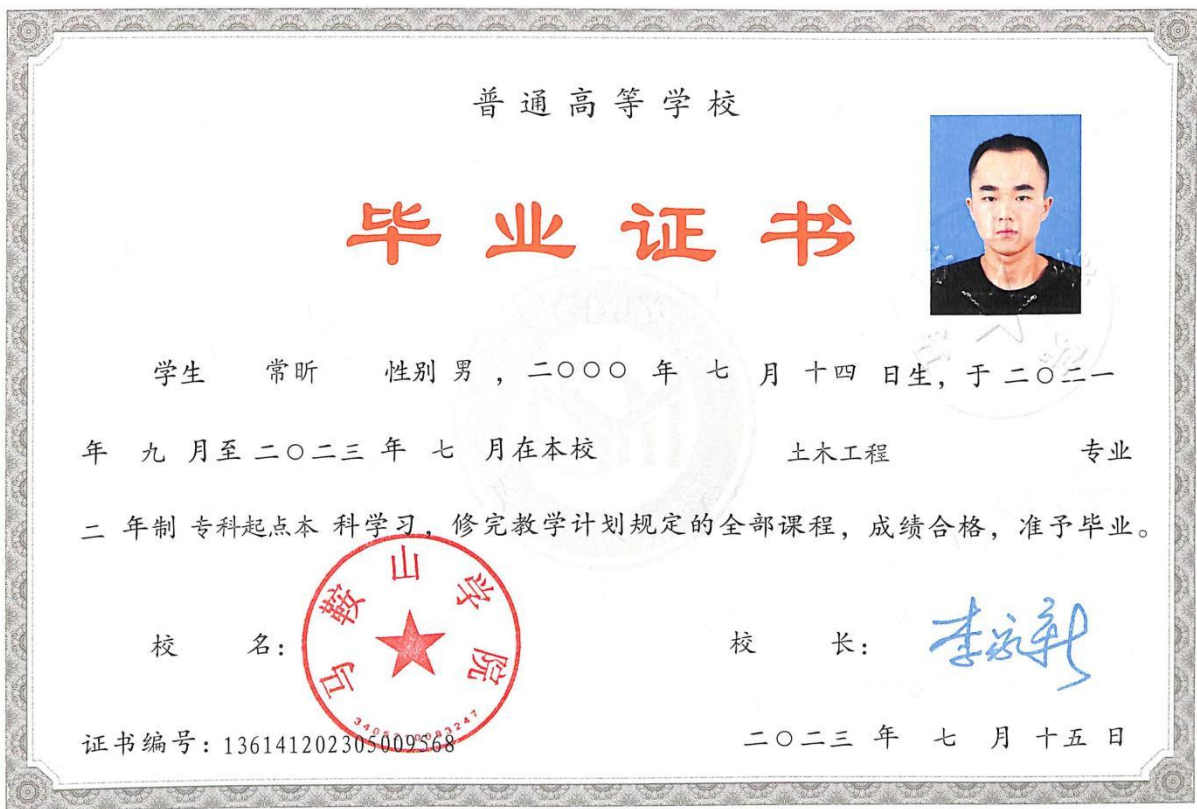 普通高等学校
毕业证书
学生 常昕 性别 男 ，二〇〇〇 年 七 月 十四 日生，于 二〇二一
年 九 月至 二〇二三 年 七 月在本校 土木工程 专业
二 年制 专科起点本 科学习，修完教学计划规定的全部课程，成绩合格，准予毕业。
校 名：
马鞍山学院
校 长：
李家新
证书编号：136141202305009568
二〇二三 年 七 月 十五 日